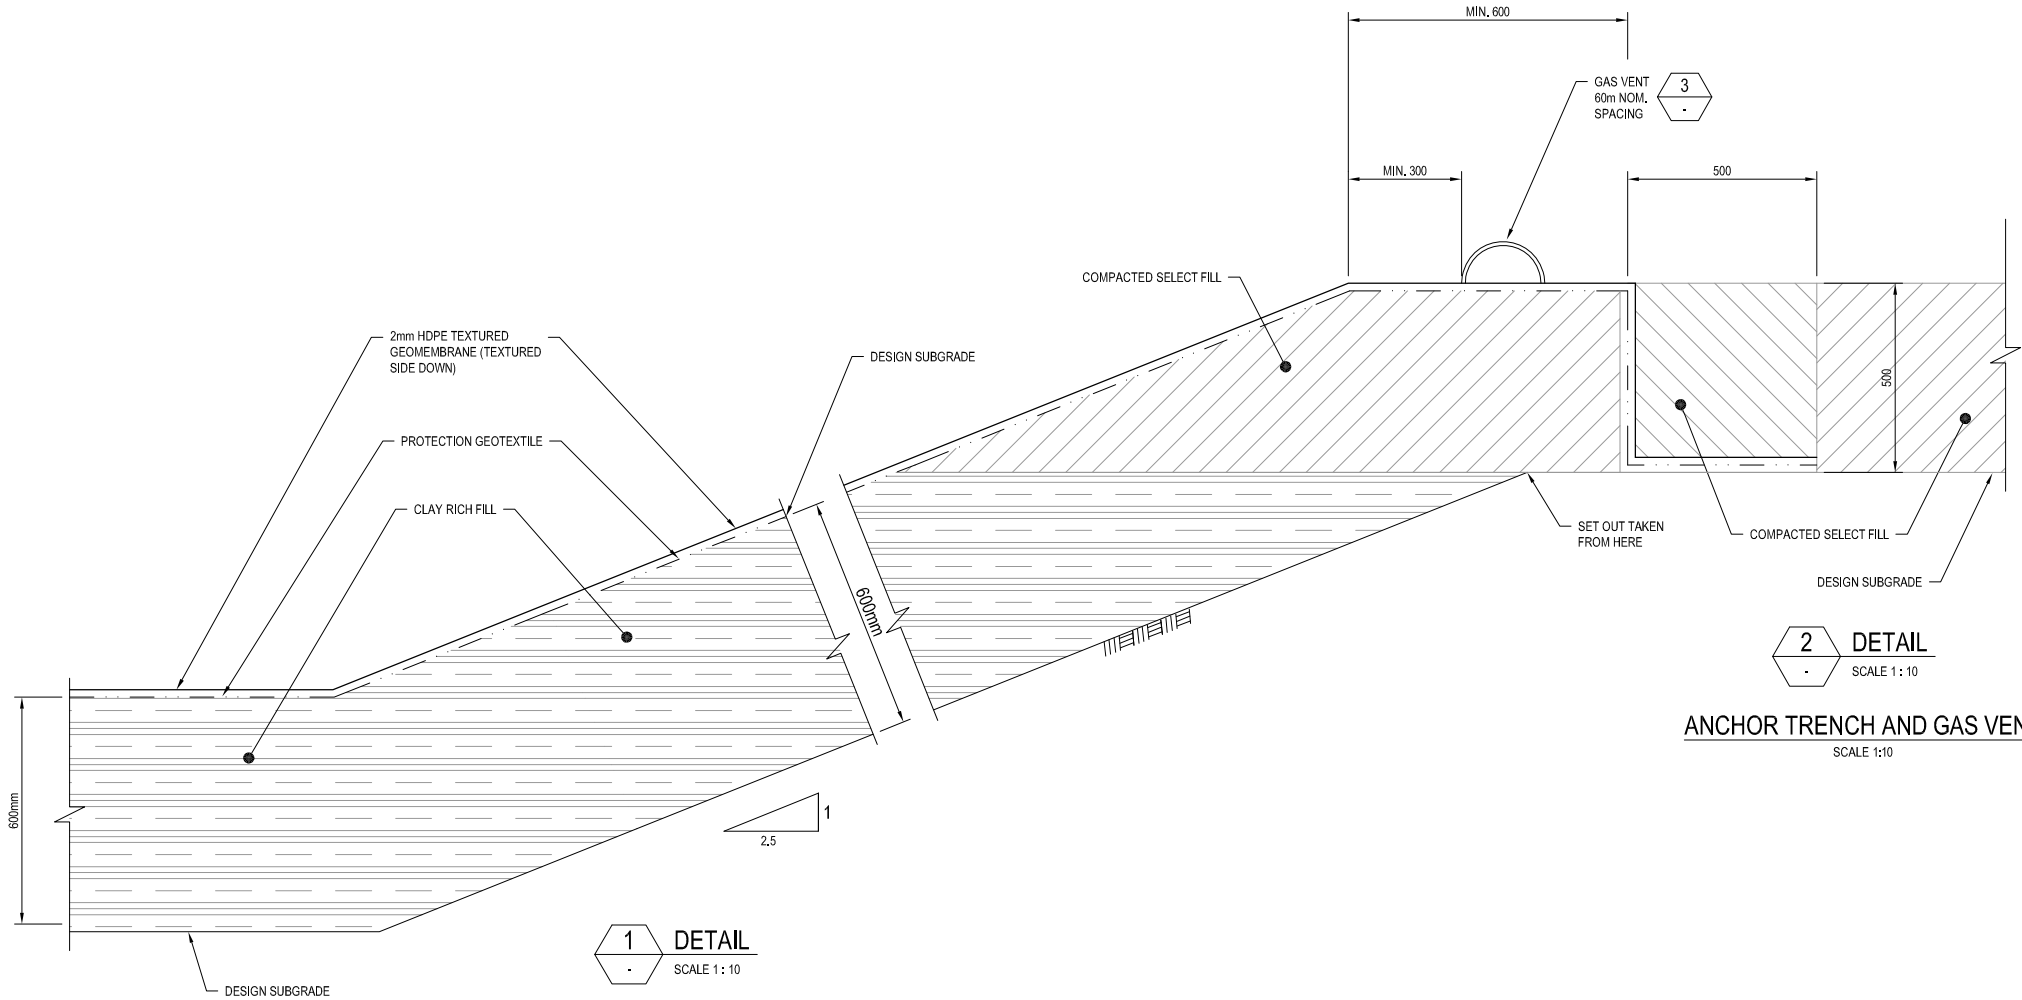 MIN. 600
GAS VENT
60m NOM.
SPACING
3
-
MIN. 300
500
COMPACTED SELECT FILL
2mm HDPE TEXTURED
GEOMEMBRANE (TEXTURED
SIDE DOWN)
DESIGN SUBGRADE
500
PROTECTION GEOTEXTILE
CLAY RICH FILL
SET OUT TAKEN
FROM HERE
COMPACTED SELECT FILL
DESIGN SUBGRADE
600mm
2
-
DETAIL
SCALE 1 : 10
ANCHOR TRENCH AND GAS VEN
SCALE 1:10
600mm
1
2.5
1
-
DETAIL
SCALE 1 : 10
DESIGN SUBGRADE